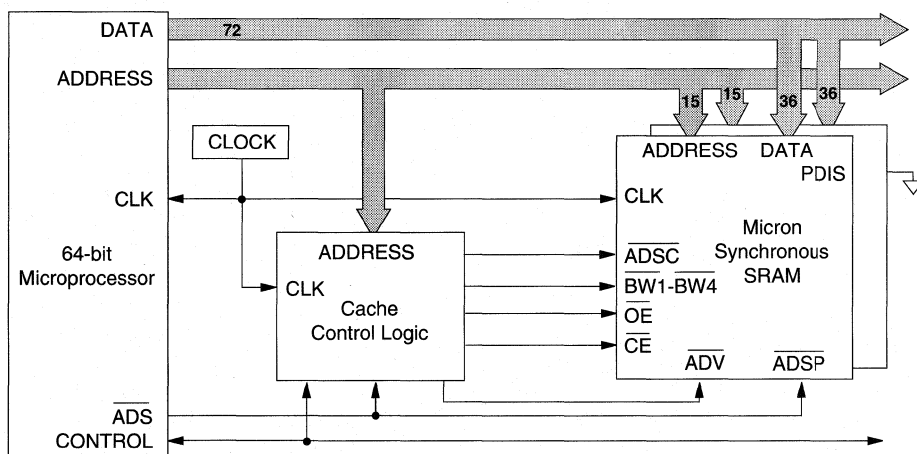 DATA
72
ADDRESS
15
15
36
36
CLOCK
ADDRESS DATA
PDIS
CLK
CLK
64-bit
Microprocessor
ADDRESS
CLK
Cache
Control Logic
Micron
Synchronous
SRAM
ADSC
BW1-BW4
OE
CE
ADV
ADSP
ADS
CONTROL